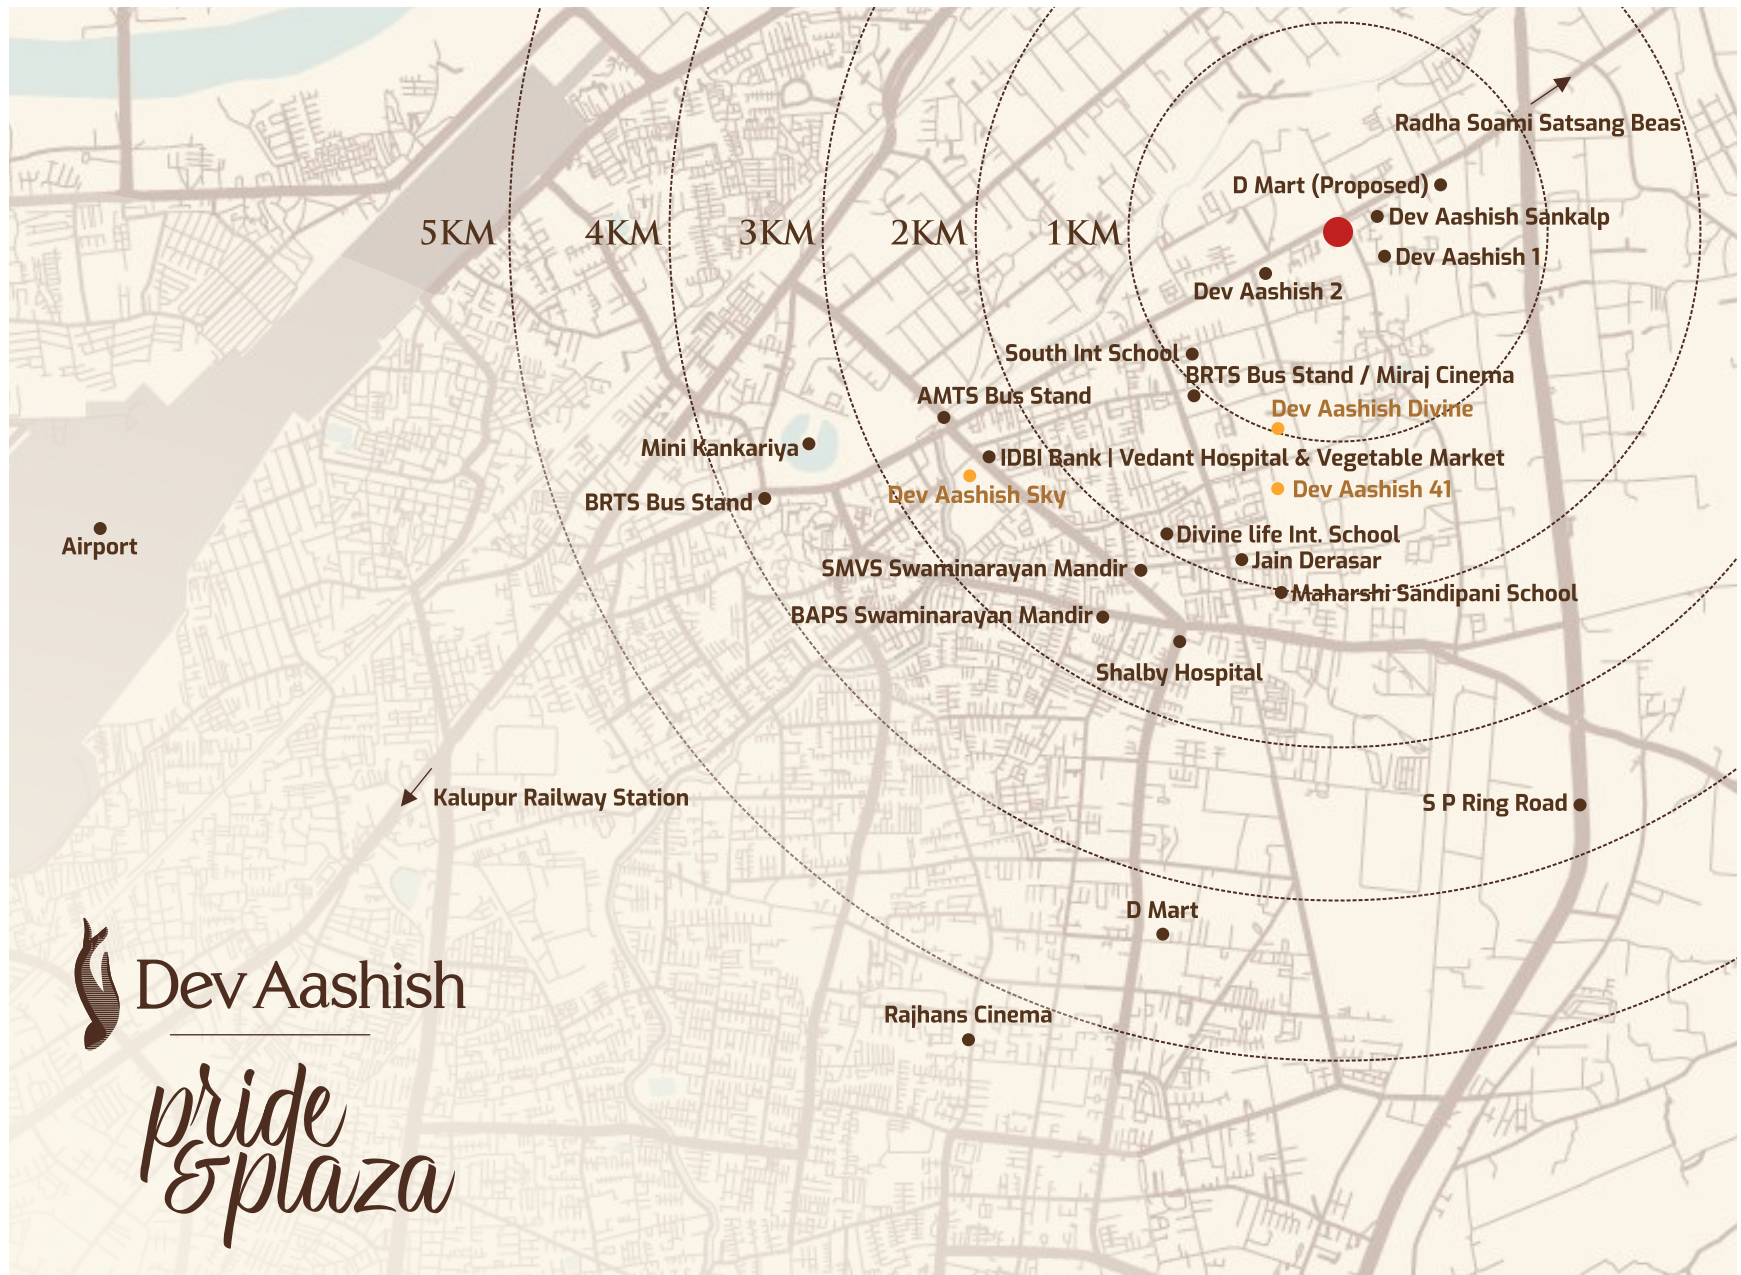 Radha Soami Satsang Beas
D Mart (Proposed)
Dev Aashish Sankalp
5KM
4KM
3KM
2KM
1KM
Dev Aashish 1
Dev Aashish 2
South Int School
BRTS Bus Stand / Miraj Cinema
AMTS Bus Stand
Dev Aashish Divine
Mini Kankariya
IDBI Bank | Vedant Hospital & Vegetable Market
Dev Aashish Sky
Dev Aashish 41
BRTS Bus Stand
Divine life Int. School
Airport
Jain Derasar
SMVS Swaminarayan Mandir
Maharshi Sandipani School
BAPS Swaminarayan Mandir
Shalby Hospital
Kalupur Railway Station
S P Ring Road
D Mart
Dev Aashish
Rajhans Cinema
pride
&plaza